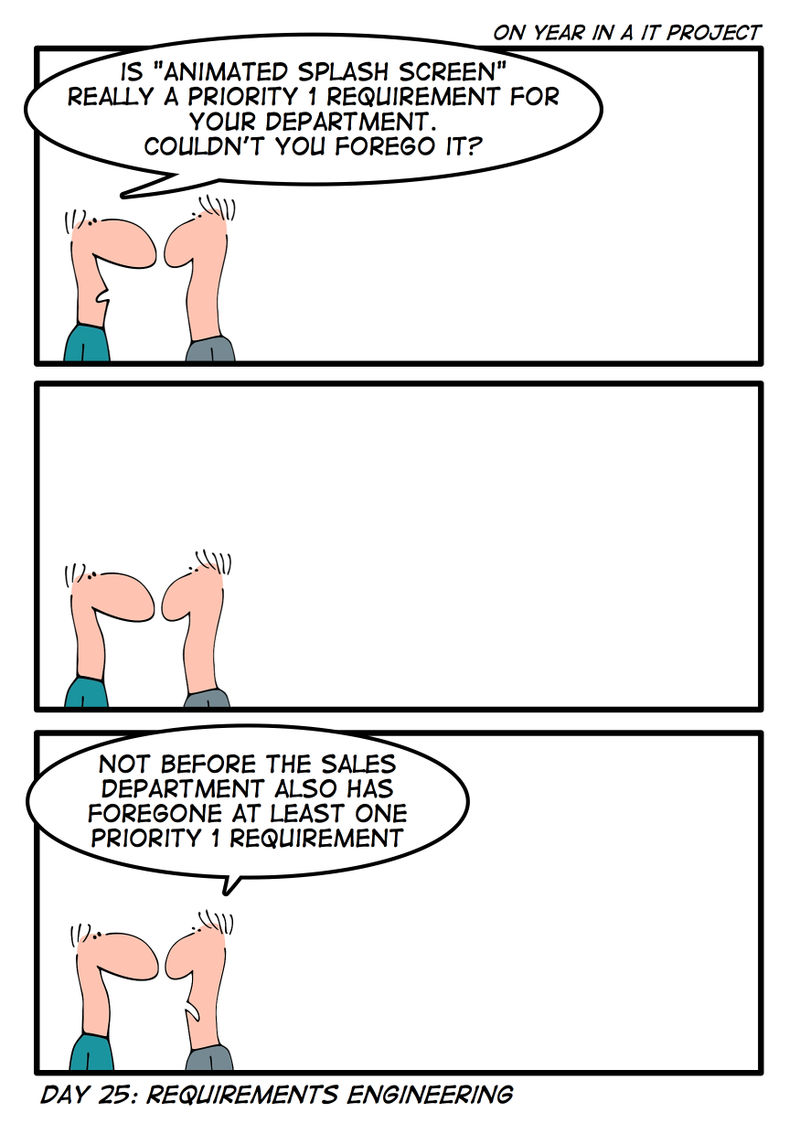 ON YEAR IN A IT PROJECT
IS "ANIMATED SPLASH SCREEN"
REALLY A PRIORITY 1 REQUIREMENT FOR
YOUR DEPARTMENT.
COULDN'T YOU FOREGO IT?
NOT BEFORE THE SALES
DEPARTMENT ALSO HAS
FOREGONE AT LEAST ONE
PRIORITY 1 REQUIREMENT
DAY 25: REQUIREMENTS ENGINEERING